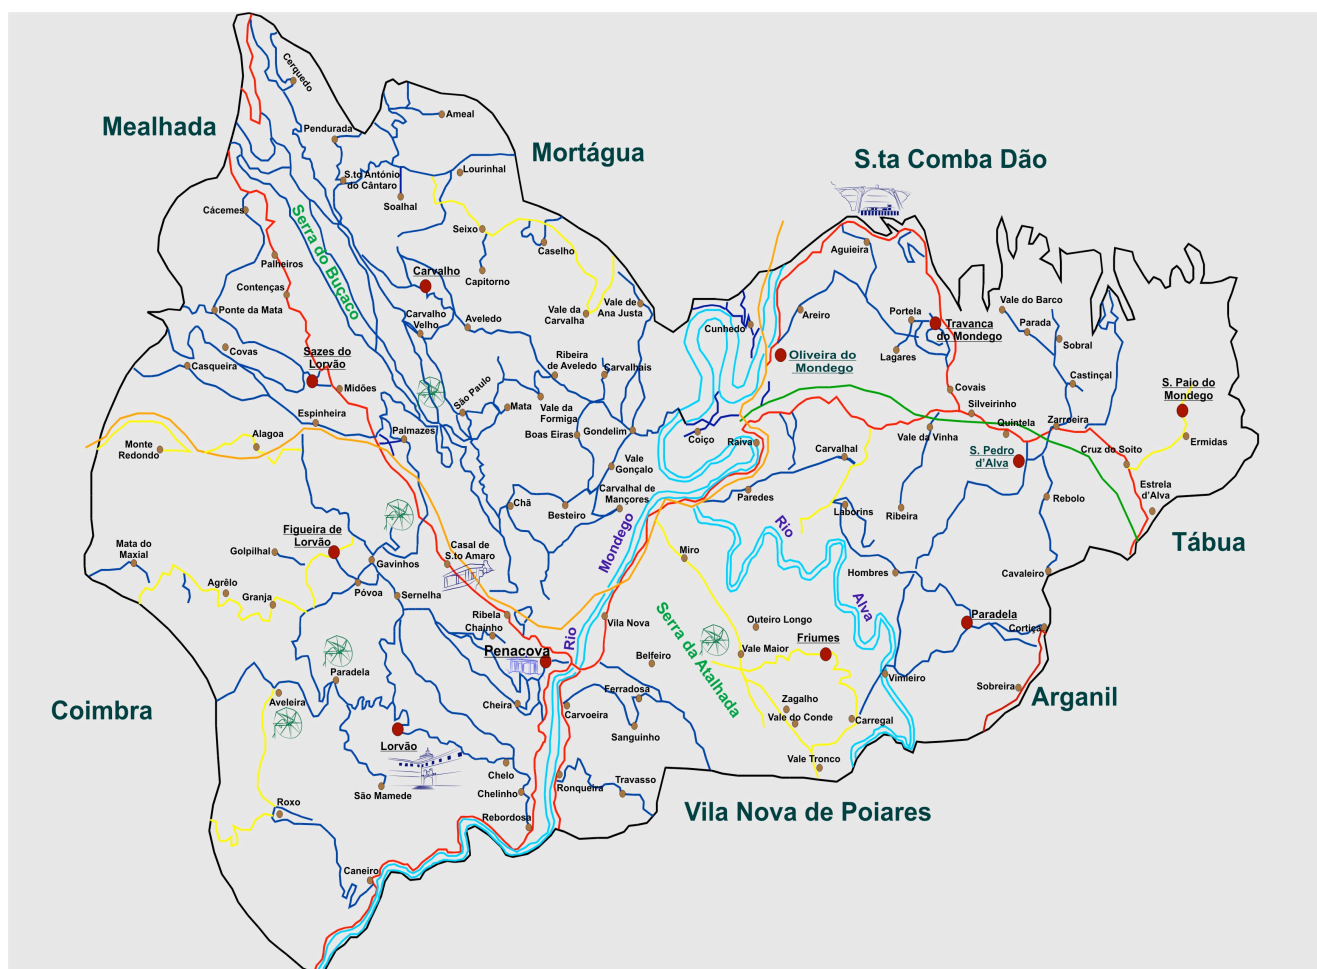 Cerquedo
Ameal
Mealhada
Pendurada
Mortágua
S.ta Comba Dão
S.to António
do Cântaro
Lourinhal
Soalhal
Cácemes
Serra do Buçaco
Seixo
Caselho
Aguieira
Palheiros
Carvalho
Capitorno
Contenças
Ponte da Mata
Carvalho
Velho
Aveledo
Vale da
Carvalha
Vale de
Ana Justa
Cunhedo
Areiro
Portela
Travanca
do Mondego
Vale do Barco
Parada
Sobral
Covas
Casqueira
Sazes do
Lorvão
Midões
Ribeira
de Aveledo
Carvalhais
Oliveira do
Mondego
Lagares
Castinçal
S. Paio do
Mondego
São Paulo
Mata
Vale da
Formiga
Covais
Silveirinho
Espinheira
Palmazes
Boas Eiras
Gondelim
Coiço
Raiva
Vale da Vinha
Quintela
Zarroeira
Ermidas
Alagoa
Monte
Redondo
Vale
Gonçalo
Carvalhal
S. Pedro
d'Alva
Cruz do Soito
Chã
Besteiro
Carvalhal de
Mançores
Paredes
Laborins
Ribeira
Rebolo
Estrela
d'Alva
Rio
Mondego
Figueira de
Lorvão
Golpilhal
Mata do
Maxial
Casal de
S.to Amaro
Miro
Tábua
Gavinhos
Agrêlo
Granja
Póvoa
Sernelha
Hombres
Cavaleiro
Alva
Ribela
Chainho
Vila Nova
Outeiro Longo
Paradela
Cortiça
Penacova
Rio
Belfeiro
Serra da Atalhada
Vale Maior
Friumes
Paradela
Vimieiro
Sobreira
Arganil
Coimbra
Aveleira
Cheira
Carvoeira
Ferradosa
Sanguinho
Zagalho
Vale do Conde
Carregal
Lorvão
Vale Tronco
Chelo
São Mamede
Chelinho
Ronqueira
Travasso
Roxo
Rebordosa
Vila Nova de Poiares
Caneiro